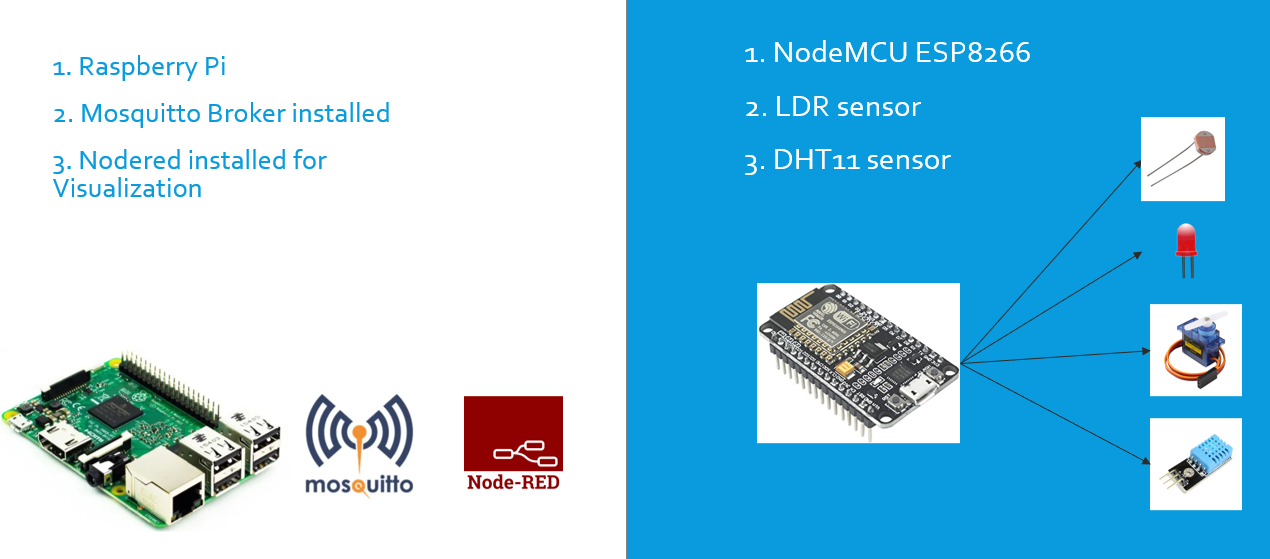 1. Raspberry Pi
2. Mosquitto Broker installed
3. Nodered installed for
Visualization
mosquitto
Node-RED
1. NodeMCU ESP8266
2. LDR sensor
3. DHT11 sensor
WiFi